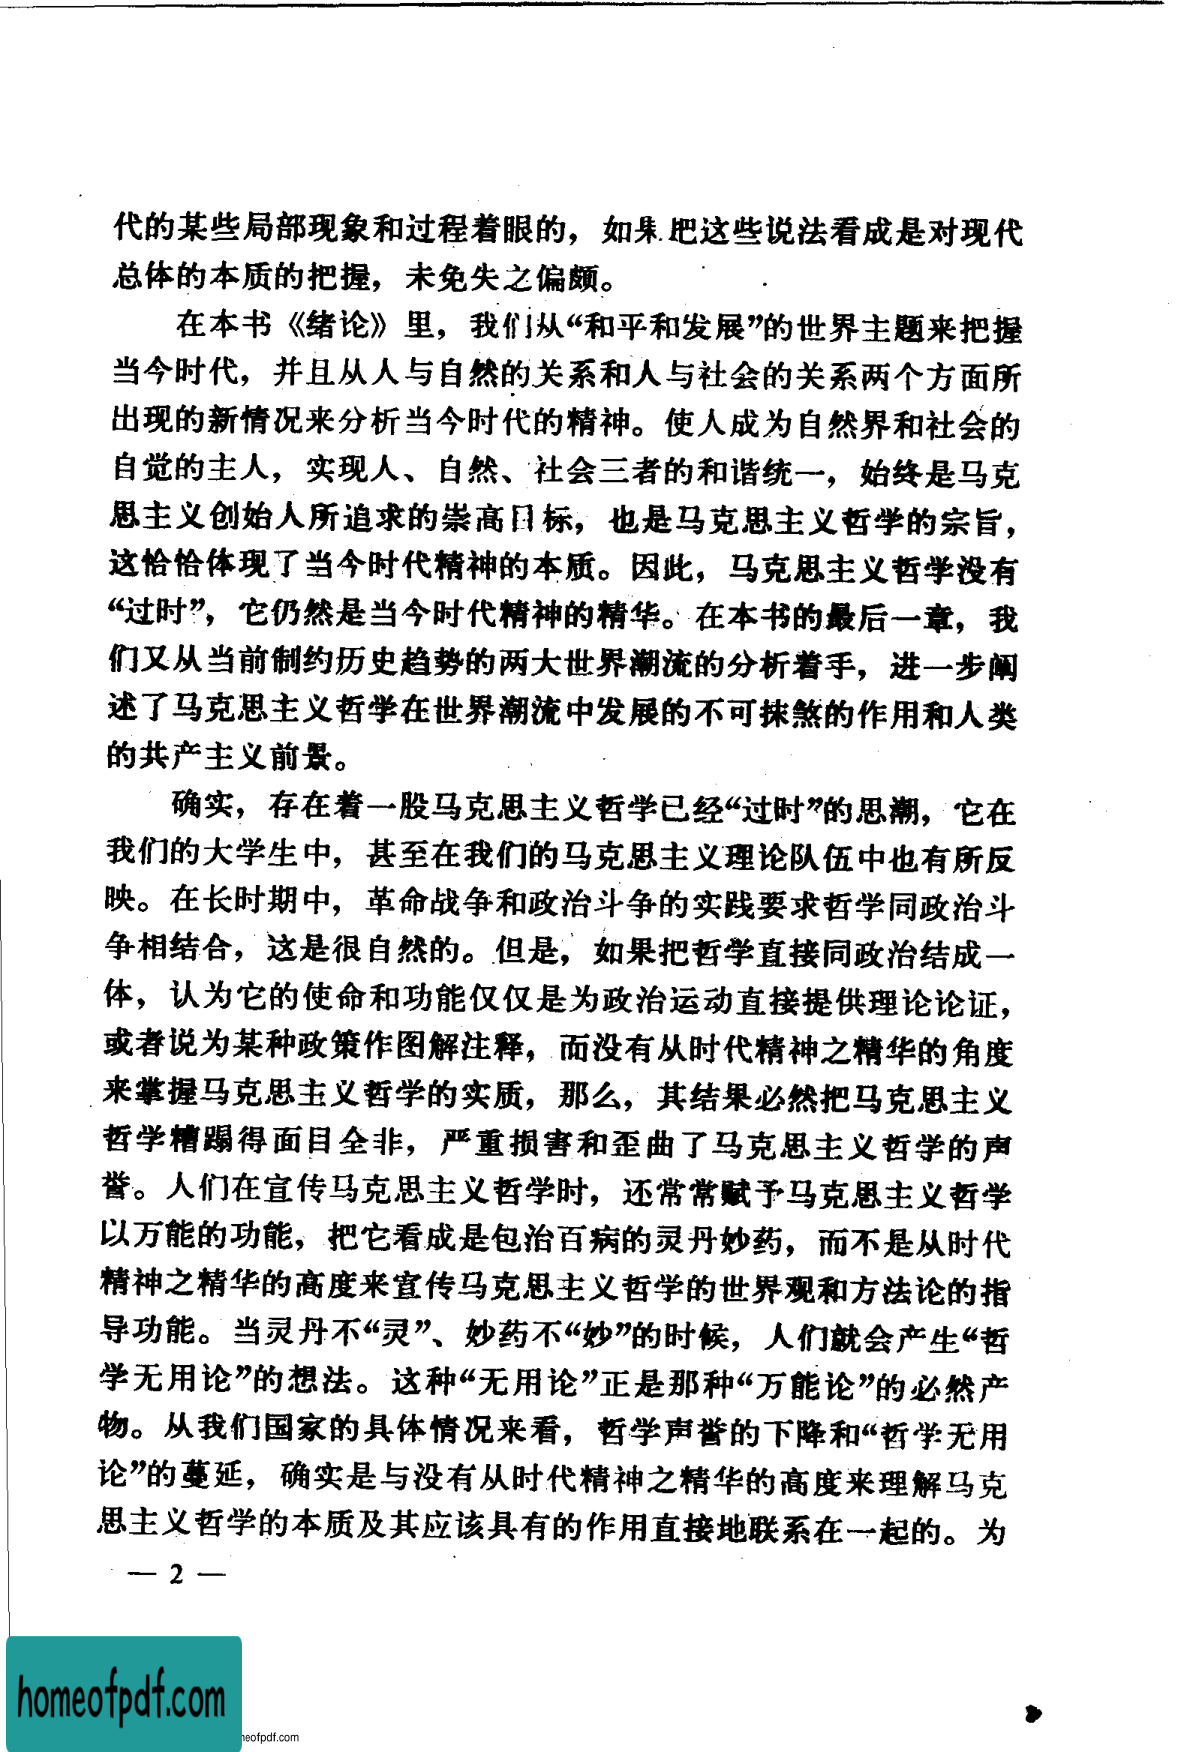 代的某些局部现象和过程着眼的，如果把这些说法看成是对现代
总体的本质的把握，未免失之偏颇。
在本书《绪论》里，我们从“和平和发展”的世界主题来把握
当今时代，并且从人与自然的关系和人与社会的关系两个方面所
出现的新情况来分析当今时代的精神。使人成为自然界和社会的
自觉的主人，实现人、自然、社会三者的和谐统一，始终是马克
思主义创始人所追求的崇高目标，也是马克思主义哲学的宗旨，
这恰恰体现了当今时代精神的本质。因此，马克思主义哲学没有
“过时”，它仍然是当今时代精神的精华。在本书的最后一章，我
们又从当前制约历史趋势的两大世界潮流的分析着手，进一步阐
述了马克思主义哲学在世界潮流中发展的不可抹煞的作用和人类
的共产主义前景。
确实，存在着一股马克思主义哲学已经“过时”的思潮，它在
我们的大学生中，甚至在我们的马克思主义理论队伍中也有所反
映。在长时期中，革命战争和政治斗争的实践要求哲学同政治斗
争相结合，这是很自然的。但是，如果把哲学直接同政治结成一
体，认为它的使命和功能仅仅是为政治运动直接提供理论论证，
或者说为某种政策作图解注释，而没有从时代精神之精华的角度
来掌握马克思主义哲学的实质，那么，其结果必然把马克思主义
哲学糟蹋得面目全非，严重损害和歪曲了马克思主义哲学的声
誉。人们在宣传马克思主义哲学时，还常常赋予马克思主义哲学
以万能的功能，把它看成是包治百病的灵丹妙药，而不是从时代
精神之精华的高度来宣传马克思主义哲学的世界观和方法论的指
导功能。当灵丹不“灵”、妙药不“妙”的时候，人们就会产生“哲
学无用论”的想法。这种“无用论”正是那种“万能论”的必然产
物。从我们国家的具体情况来看，哲学声誉的下降和“哲学无用
论”的蔓延，确实是与没有从时代精神之精华的高度来理解马克
思主义哲学的本质及其应该具有的作用直接地联系在一起的。为
— 2 —
homeofpdf.com
neofpdf.com